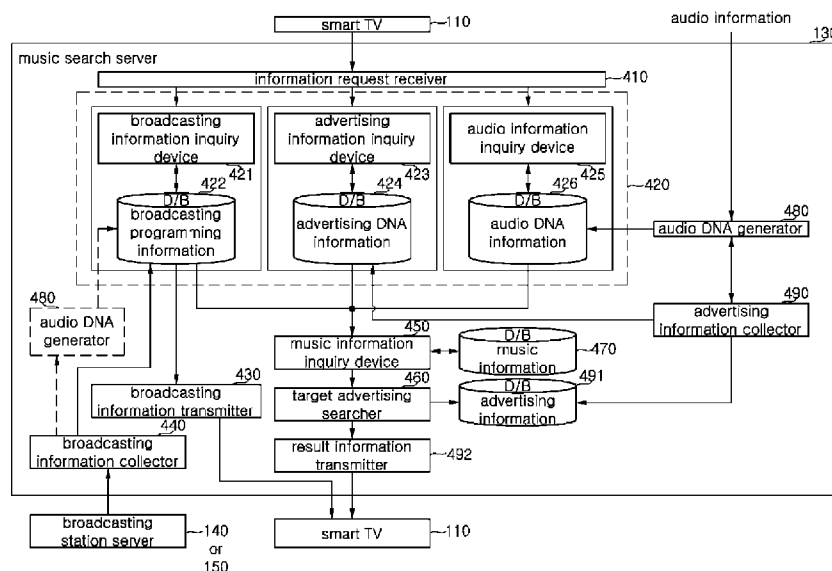 smart TV
110
audio information
130
music search server
information request receiver
410
broadcasting
information inquiry
device
421
advertising
information inquiry
device
423
audio information
inquiry device
425
420
422
D/B
broadcasting
programming
information
424
D/B
advertising DNA
information
426
D/B
audio DNA
information
480
audio DNA generator
480
audio DNA
generator
490
advertising
information collector
450
music information
inquiry device
D/B
music
information
470
430
broadcasting
information transmitter
460
target advertising
searcher
D/B
491
advertising
information
440
broadcasting
information collector
result information
transmitter
492
broadcasting
station server
140
or
150
smart TV
110